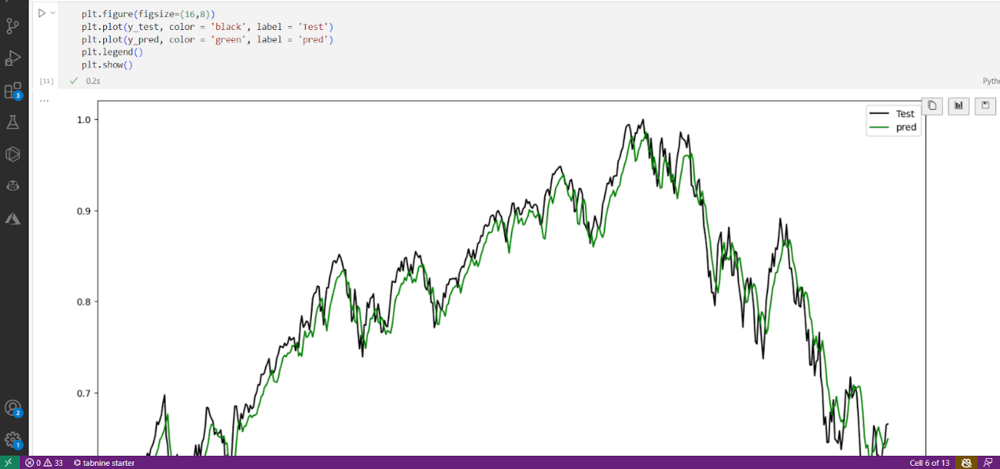 plt.figure(figsize=(16,8))
plt.plot(y_test, color = 'black', label = 'Test')
plt.plot(y_pred, color = 'green', label = 'pred')
plt.legend()
plt.show()
[11]
0.2s
Pyth
...
1.0
0.9
0.8
0.7
Test
pred
3
2
1
0 33 tabnine starter
Cell 6 of 13